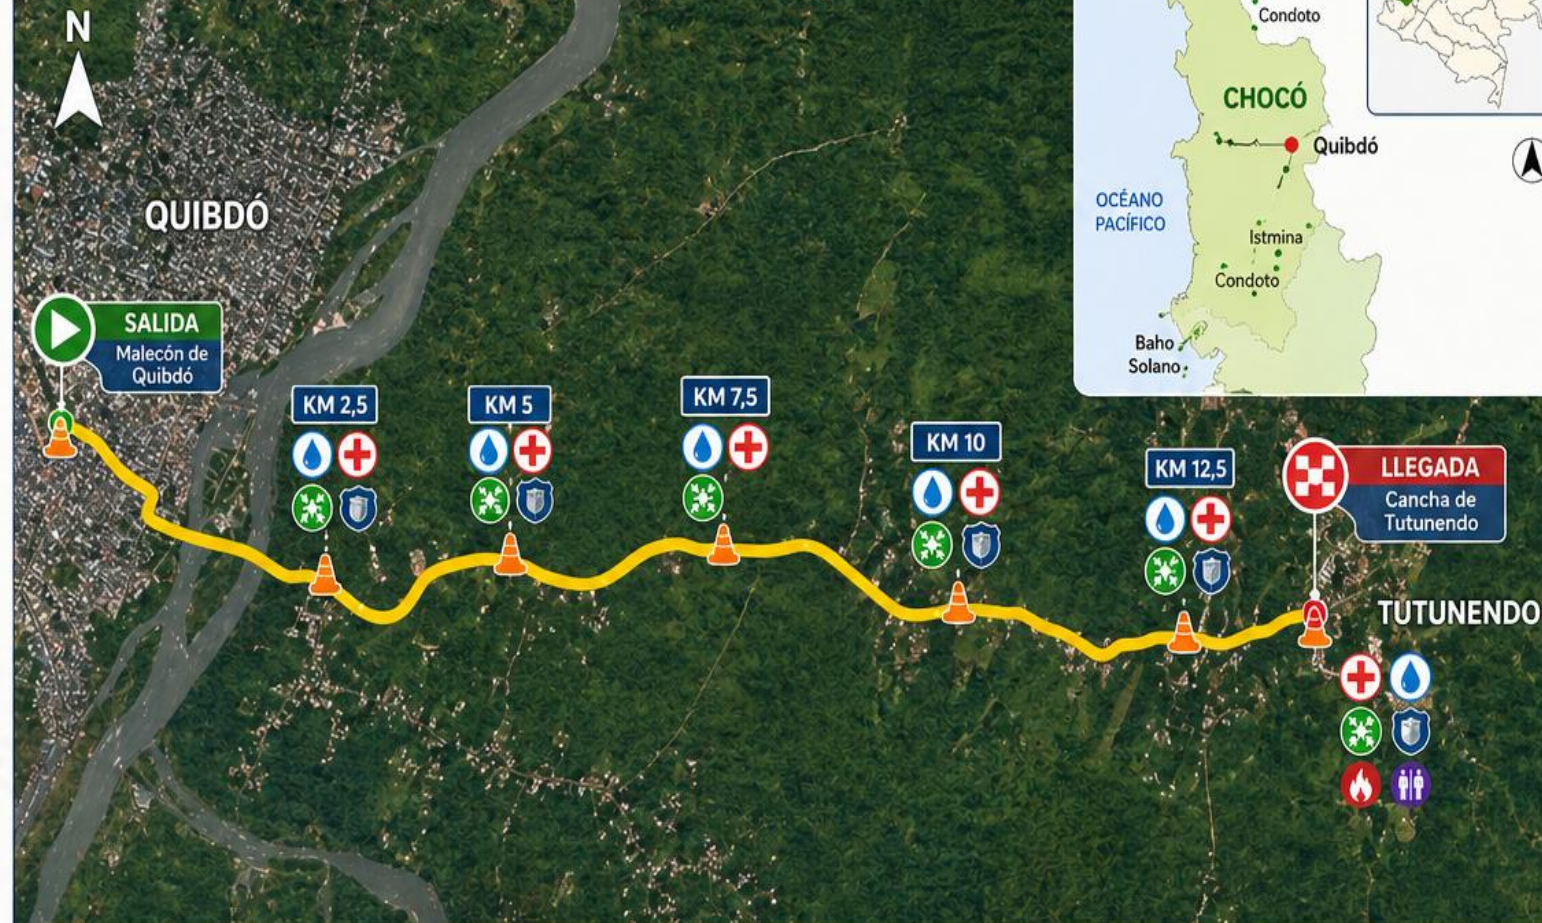 N
QUIBDÓ
SALIDA
Malecón de
Quibdó
KM 2,5
KM 5
KM 7,5
KM 10
KM 12,5
LLEGADA
Cancha de
Tutunendo
TUTUNENDO
Condoto
CHOCÓ
Quibdó
OCÉANO
PACÍFICO
Istmina
Condoto
Baho
Solano